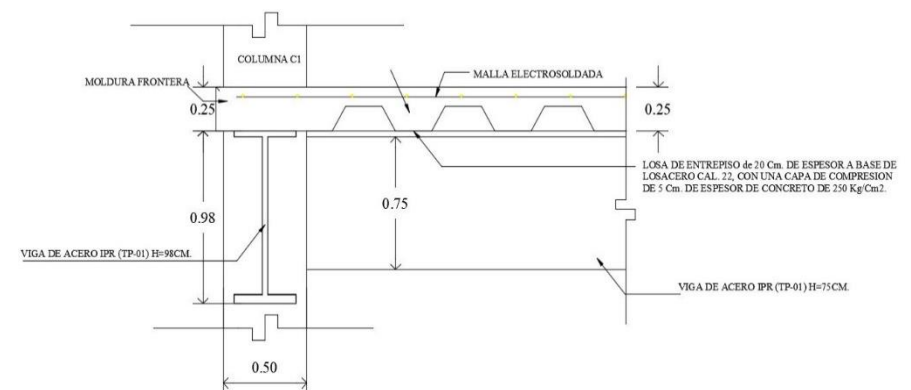 COLUMNA C1
MALLA ELECTROSOLDADA
MOLDURA FRONTERA
0.25
0.25
LOSA DE ENTREPISO de 20 Cm. DE ESPESOR A BASE DE
LOSACERO CAL. 22, CON UNA CAPA DE COMPRESION
DE 5 Cm. DE ESPESOR DE CONCRETO DE 250 Kg/Cm2.
0.75
0.98
VIGA DE ACERO IPR (TP-01) H=98CM.
VIGA DE ACERO IPR (TP-01) H=75CM.
0.50